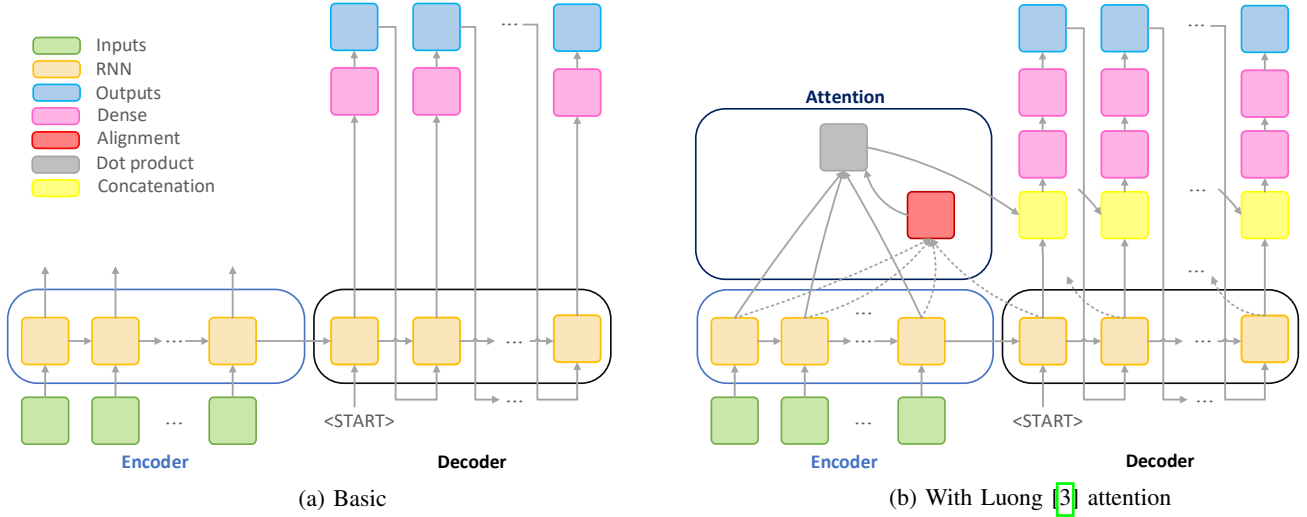 Inputs
RNN
Outputs
Dense
Alignment
Dot product
Concatenation
...
...
...
...
...
<START>
Encoder
Decoder
(a) Basic
Attention
...
...
...
...
...
...
...
...
<START>
Encoder
Decoder
(b) With Luong [3] attention